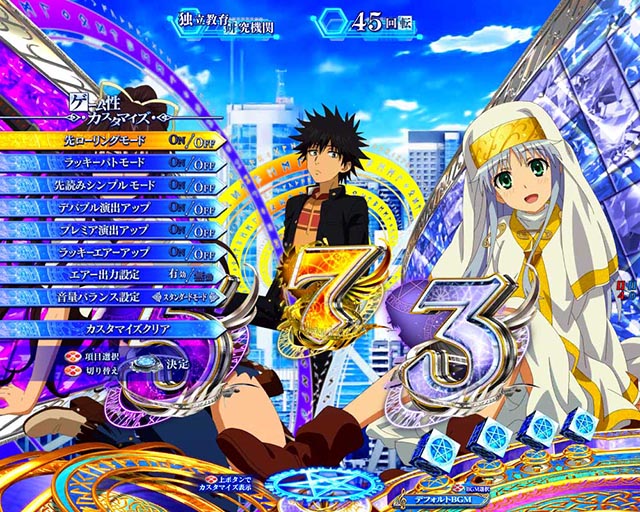 独立教育
研究機関
45回転
ゲーム性
カスタマイズ
先ローリングモード ON/OFF
ラッキーパトモード ON/OFF
先読みシンプルモード ON/OFF
デバブル演出アップ ON/OFF
プレミア演出アップ ON/OFF
ラッキーエアーアップ ON/OFF
エアー出力設定 有効/無効
音量バランス設定 スタンダードモード
カスタマイズクリア
項目選択
切り替え
決定
7
3
上ボタンで
カスタマイズ表示
BGM選択
デフォルトBGM